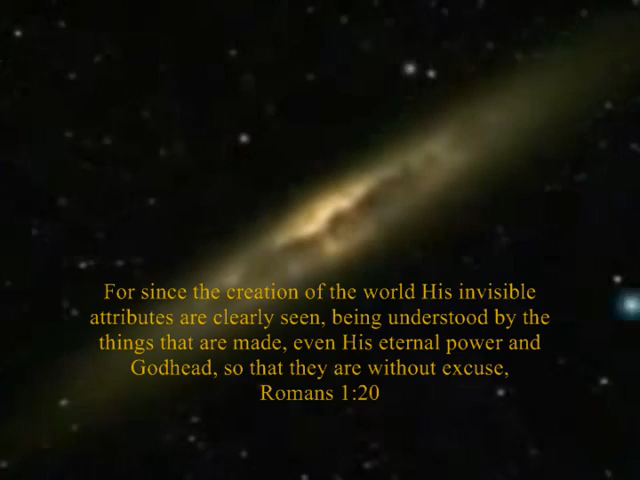 For since the creation of the world His invisible
attributes are clearly seen, being understood by the
things that are made, even His eternal power and
Godhead, so that they are without excuse,
Romans 1:20